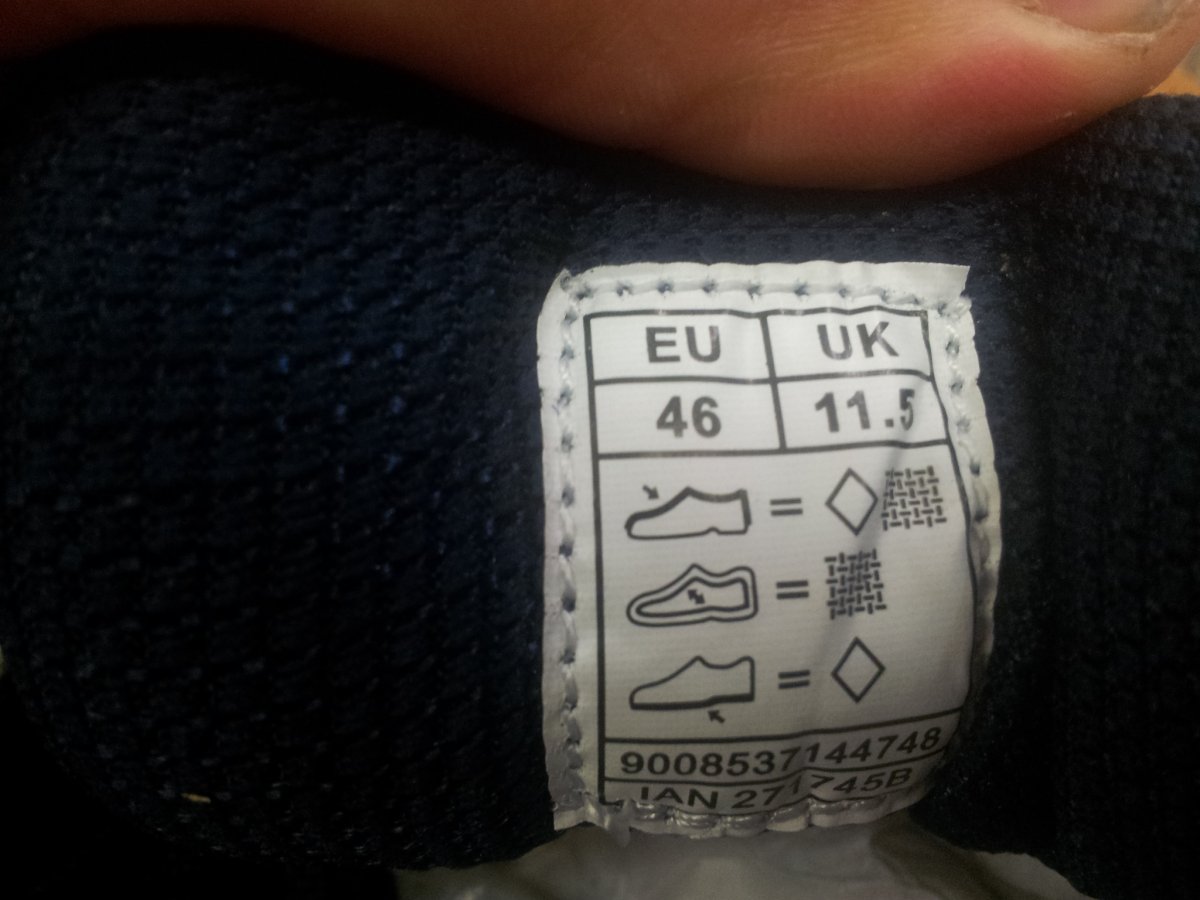 EU UK
46 11.5
=
=
=
9008537144748
IAN